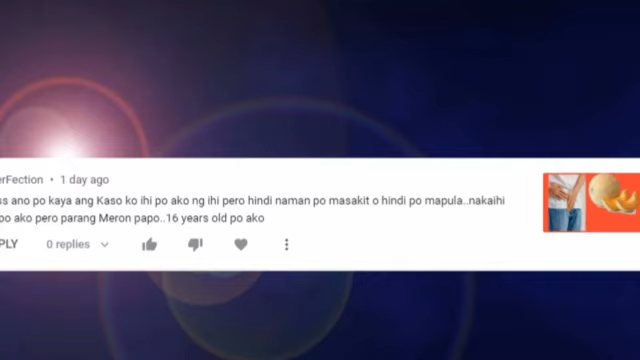 erFection • 1 day ago
ss ano po kaya ang Kaso ko ihi po ako ng ihi pero hindi naman po masakit o hindi po mapula..nakaihi
po ako pero parang Meron papo..16 years old po ako
PLY 0 replies